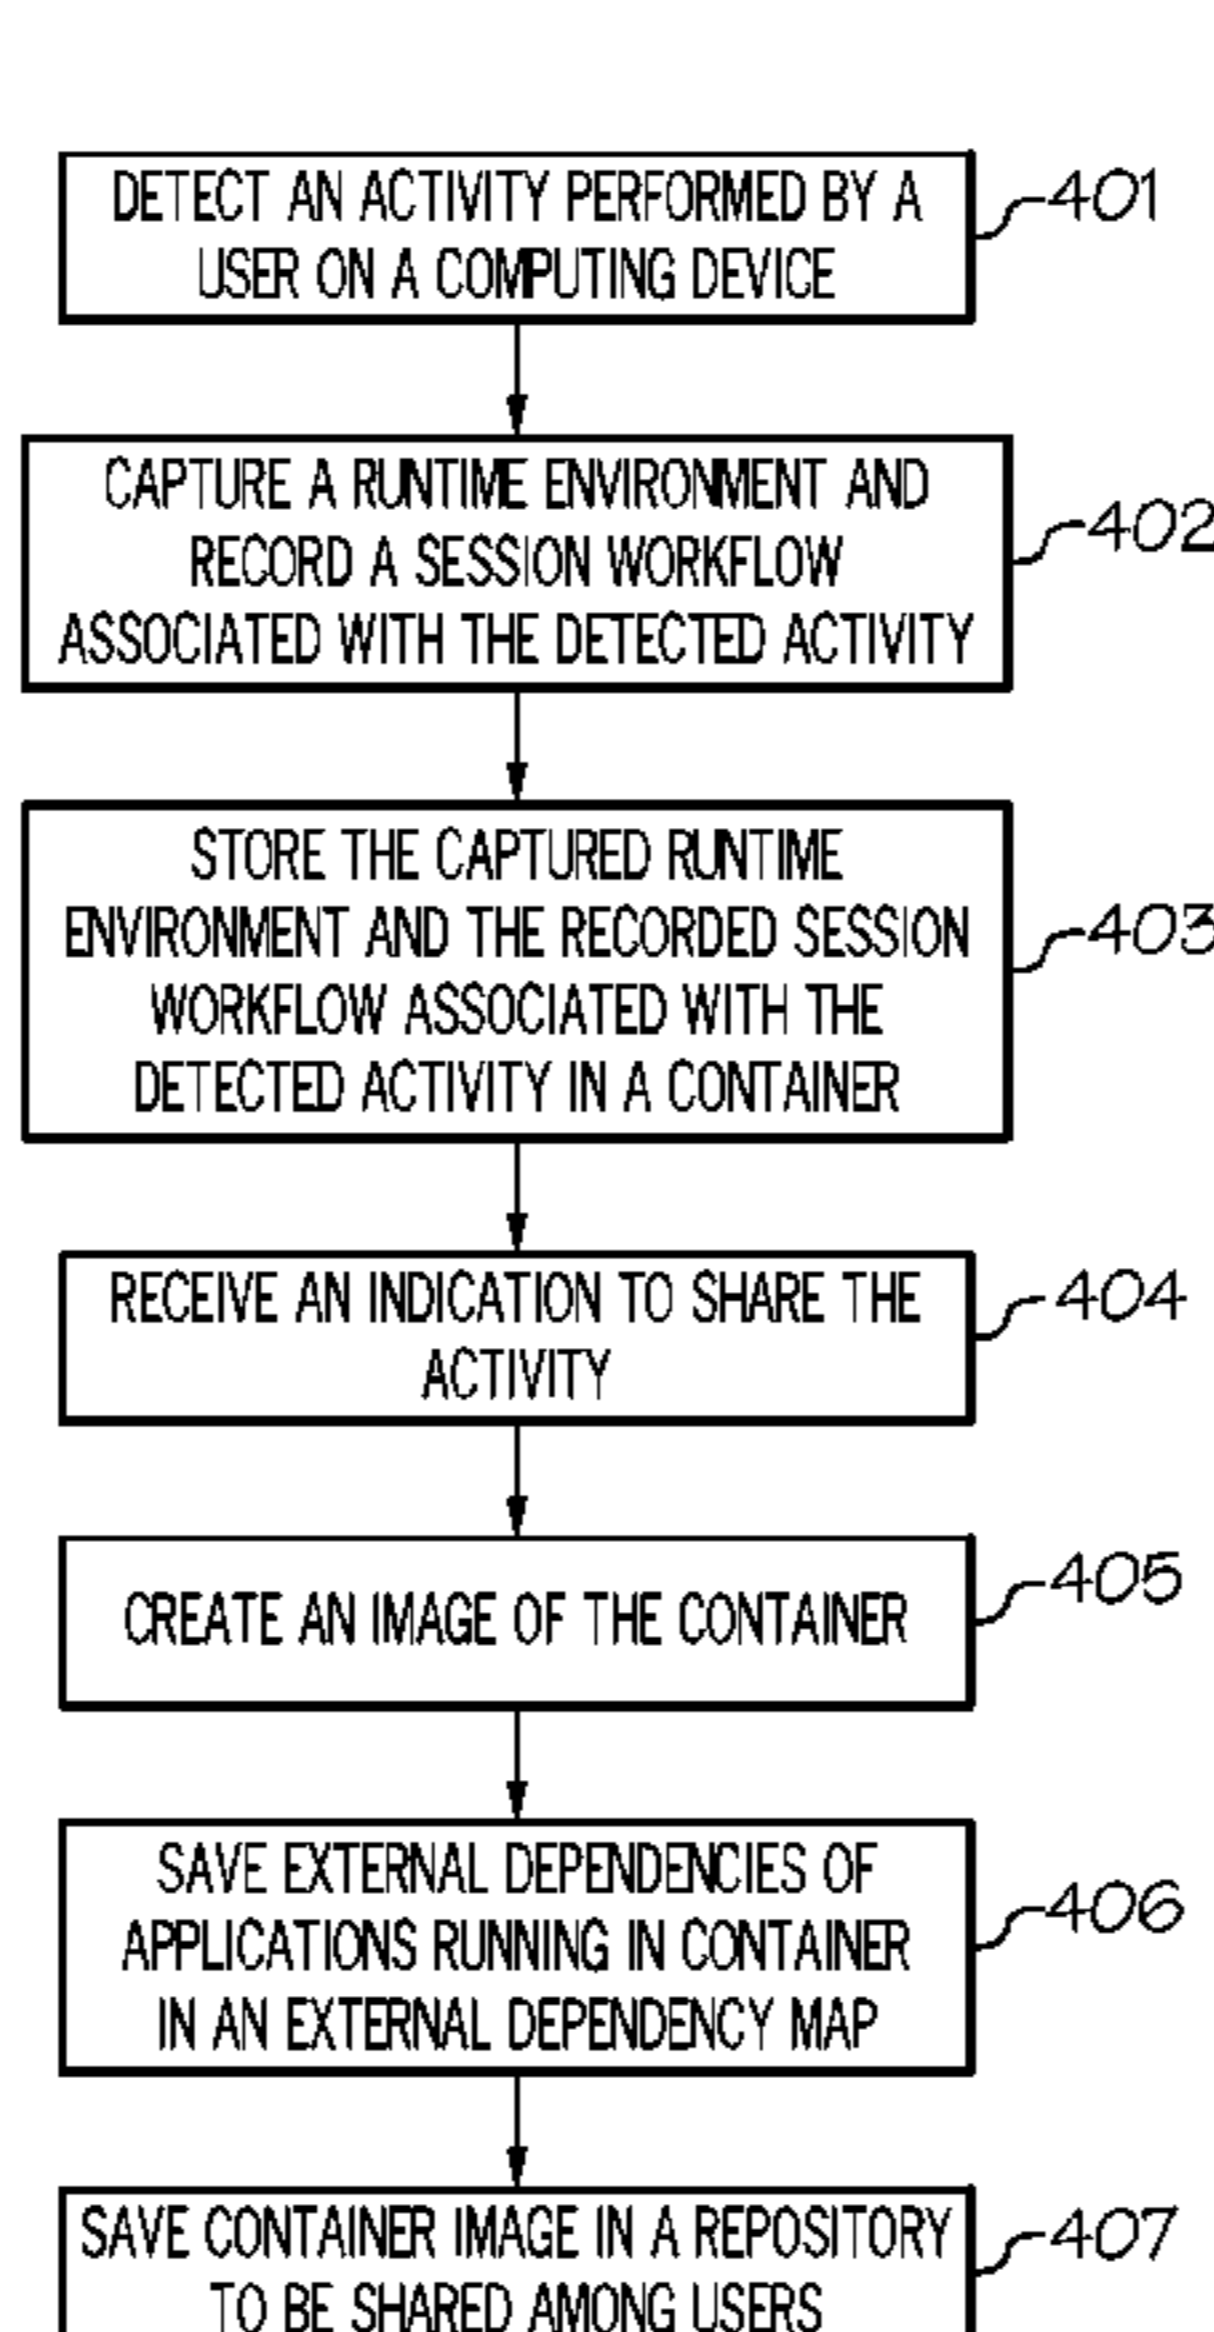 DETECT AN ACTIVITY PERFORMED BY A
USER ON A COMPUTING DEVICE
401
CAPTURE A RUNTIME ENVIRONMENT AND
RECORD A SESSION WORKFLOW
ASSOCIATED WITH THE DETECTED ACTIVITY
402
STORE THE CAPTURED RUNTIME
ENVIRONMENT AND THE RECORDED SESSION
WORKFLOW ASSOCIATED WITH THE
DETECTED ACTIVITY IN A CONTAINER
403
RECEIVE AN INDICATION TO SHARE THE
ACTIVITY
404
CREATE AN IMAGE OF THE CONTAINER
405
SAVE EXTERNAL DEPENDENCIES OF
APPLICATIONS RUNNING IN CONTAINER
IN AN EXTERNAL DEPENDENCY MAP
406
SAVE CONTAINER IMAGE IN A REPOSITORY
TO BE SHARED AMONG USERS
407